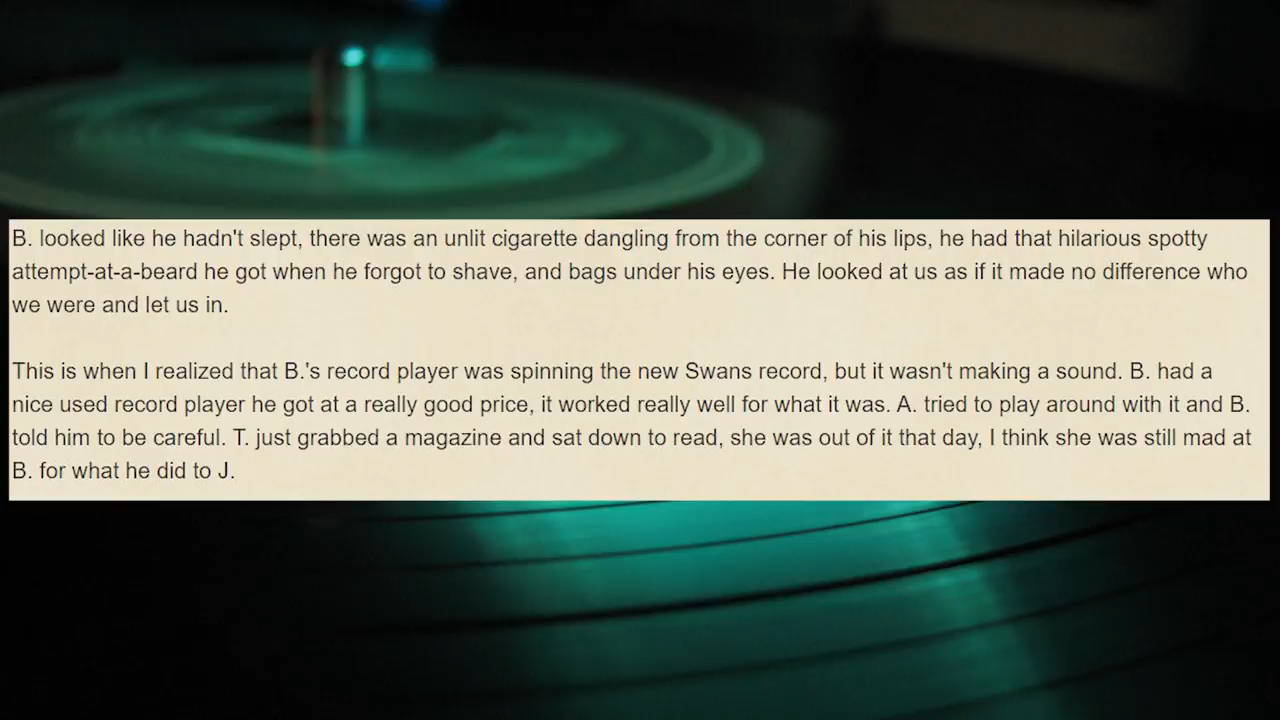 B. looked like he hadn't slept, there was an unlit cigarette dangling from the corner of his lips, he had that hilarious spotty
attempt-at-a-beard he got when he forgot to shave, and bags under his eyes. He looked at us as if it made no difference who
we were and let us in.
This is when I realized that B.'s record player was spinning the new Swans record, but it wasn't making a sound. B. had a
nice used record player he got at a really good price, it worked really well for what it was. A. tried to play around with it and B.
told him to be careful. T. just grabbed a magazine and sat down to read, she was out of it that day, I think she was still mad at
B. for what he did to J.